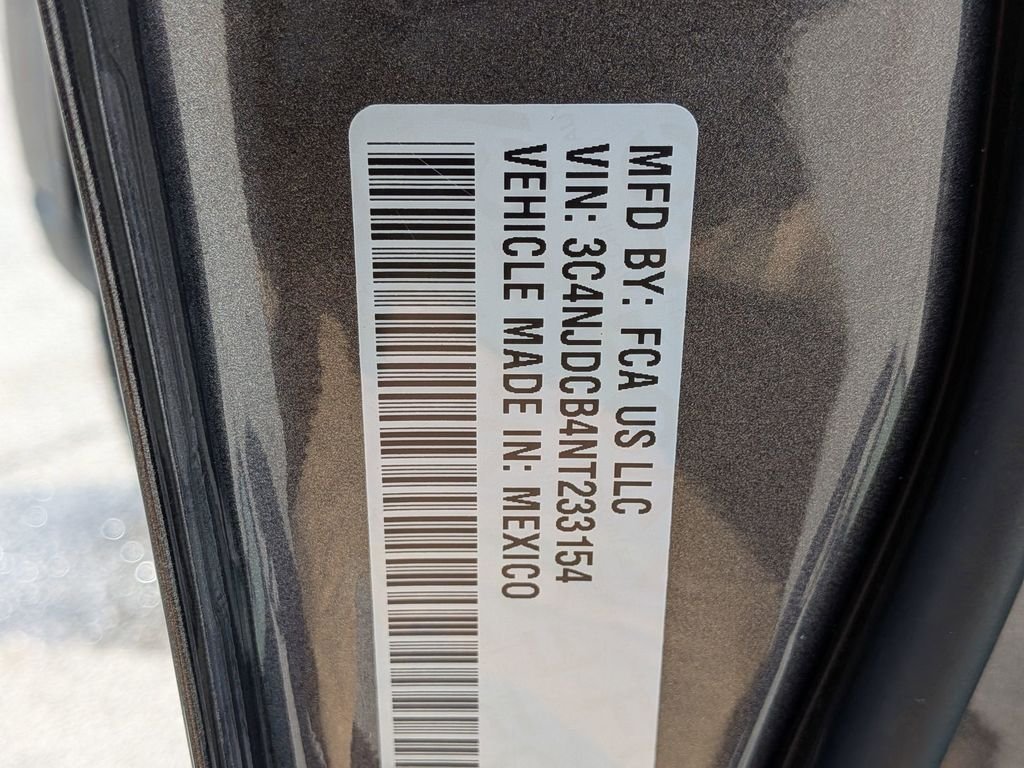 MFD BY: FCA US LLC
VIN: 3C4NJDCB4NT233154
VEHICLE MADE IN: MEXICO